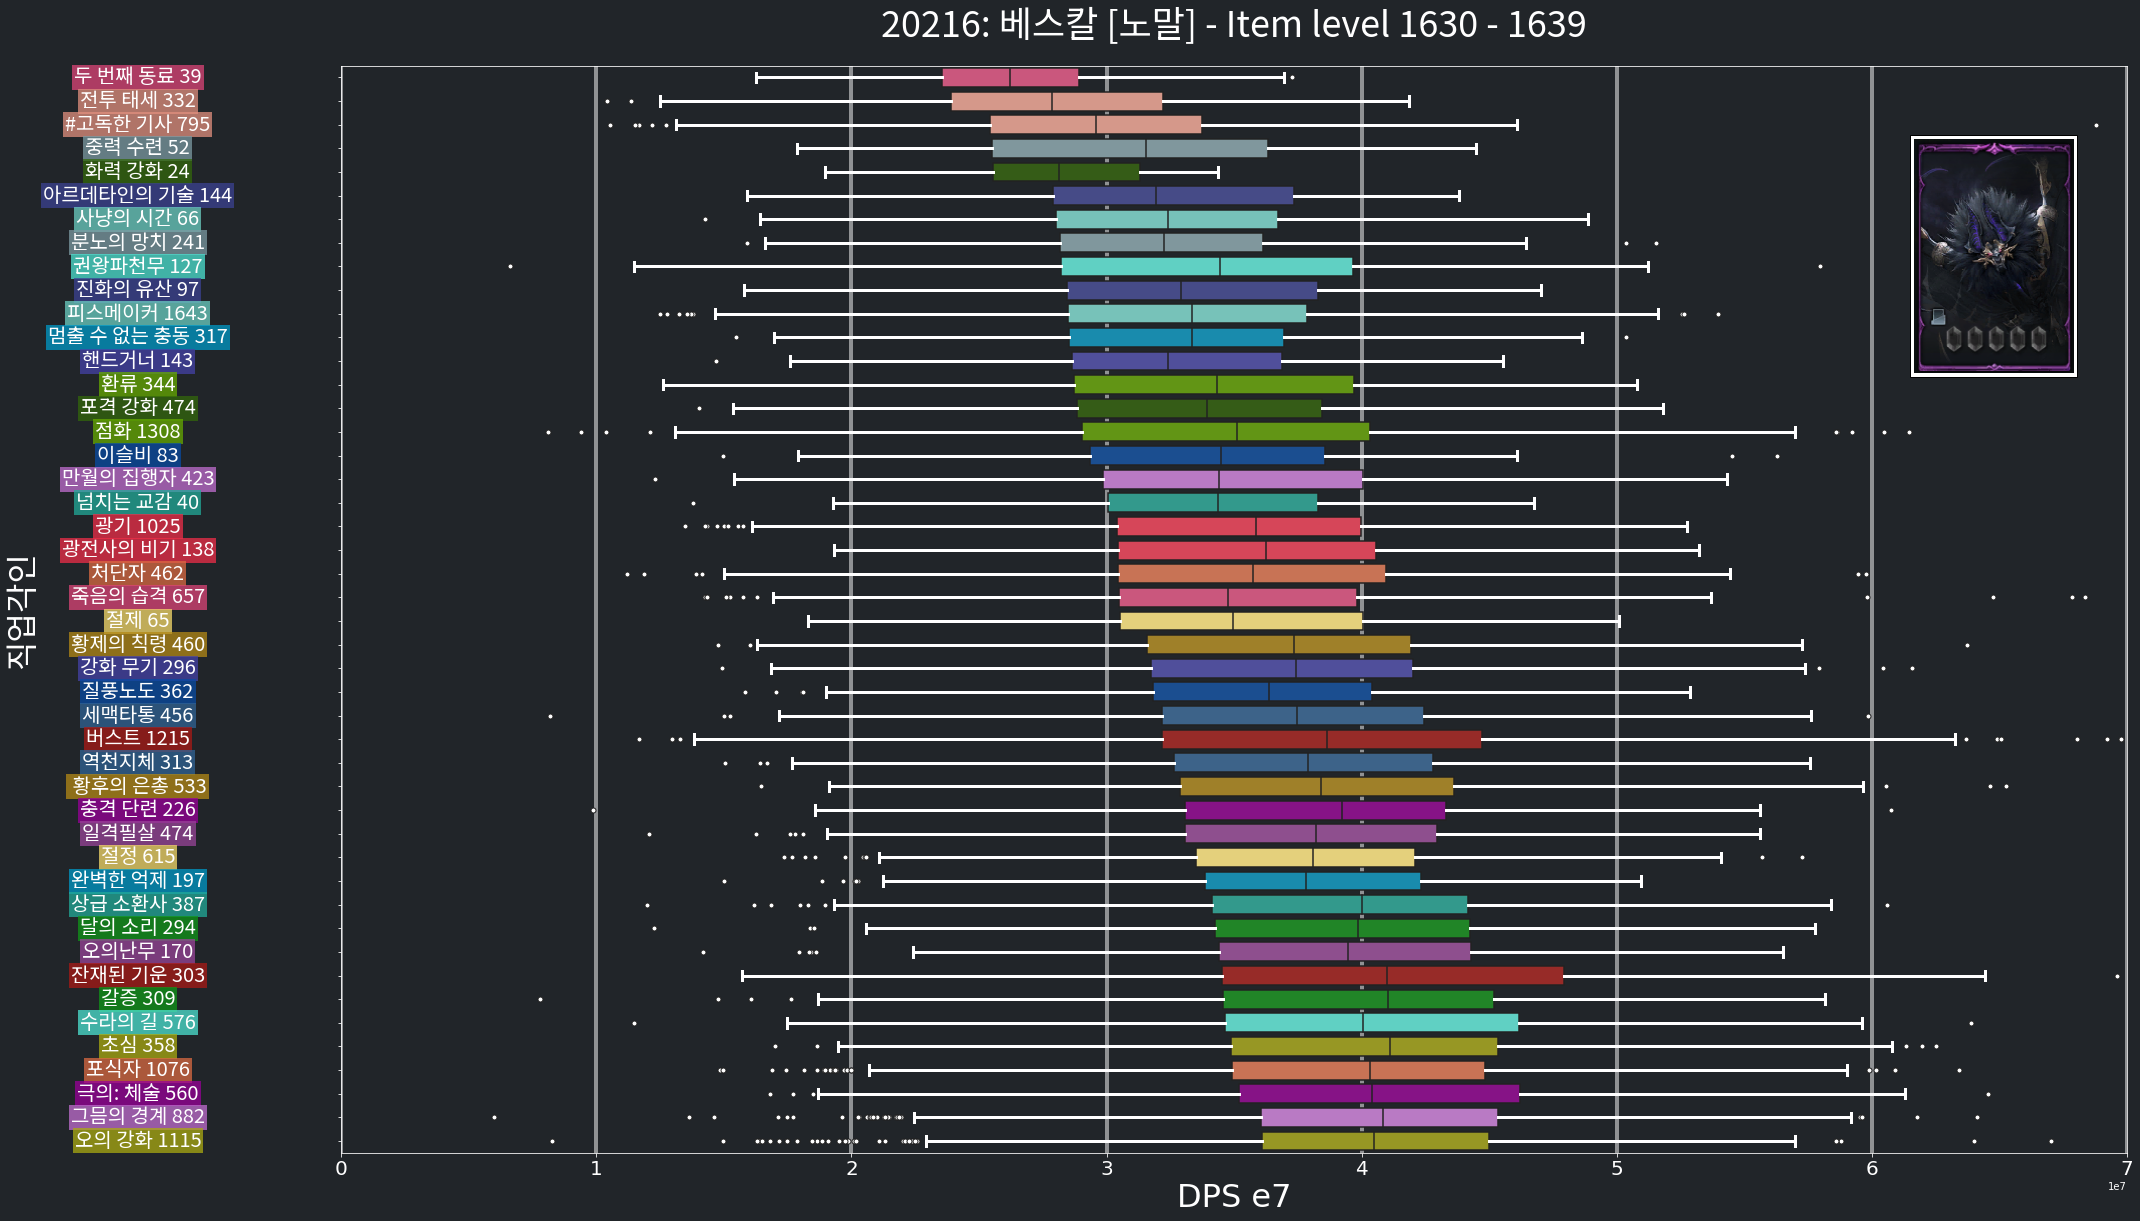 20216: 베스칼 [노말] - Item level 1630 - 1639
두 번째 동료 39
전투 태세 332
#고독한 기사 795
중력 수련 52
화력 강화 24
아르데타인의 기술 144
사냥의 시간 66
분노의 망치 241
권왕파천무 127
진화의 유산 97
피스메이커 1643
멈출 수 없는 충동 317
핸드거너 143
환류 344
포격 강화 474
점화 1308
이슬비 83
만월의 집행자 423
넘치는 교감 40
광기 1025
광전사의 비기 138
처단자 462
죽음의 습격 657
절제 65
황제의 칙령 460
강화 무기 296
질풍노도 362
세맥타통 456
버스트 1215
역천지체 313
황후의 은총 533
충격 단련 226
일격필살 474
절정 615
완벽한 억제 197
상급 소환사 387
달의 소리 294
오의난무 170
잔재된 기운 303
갈증 309
수라의 길 576
초심 358
포식자 1076
극의: 체술 560
그믐의 경계 882
오의 강화 1115
직업각인
0 1 2 3 4 5 6 7
1e7
DPS e7